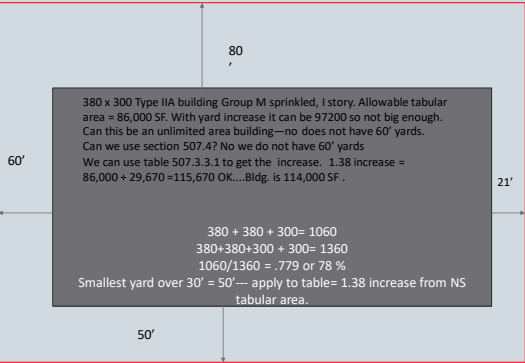 80
'
380 x 300 Type IIA building Group M sprinkled, I story. Allowable tabular
area = 86,000 SF. With yard increase it can be 97200 so not big enough.
Can this be an unlimited area building—no does not have 60' yards.
Can we use section 507.4? No we do not have 60' yards
We can use table 507.3.3.1 to get the  increase.  1.38 increase =
86,000 + 29,670 =115,670 OK....Bldg. is 114,000 SF .
60'
21'
380 + 380 + 300= 1060
380+380+300 + 300= 1360
1060/1360 = .779 or 78 %
Smallest yard over 30' = 50'--- apply to table= 1.38 increase from NS
tabular area.
50'